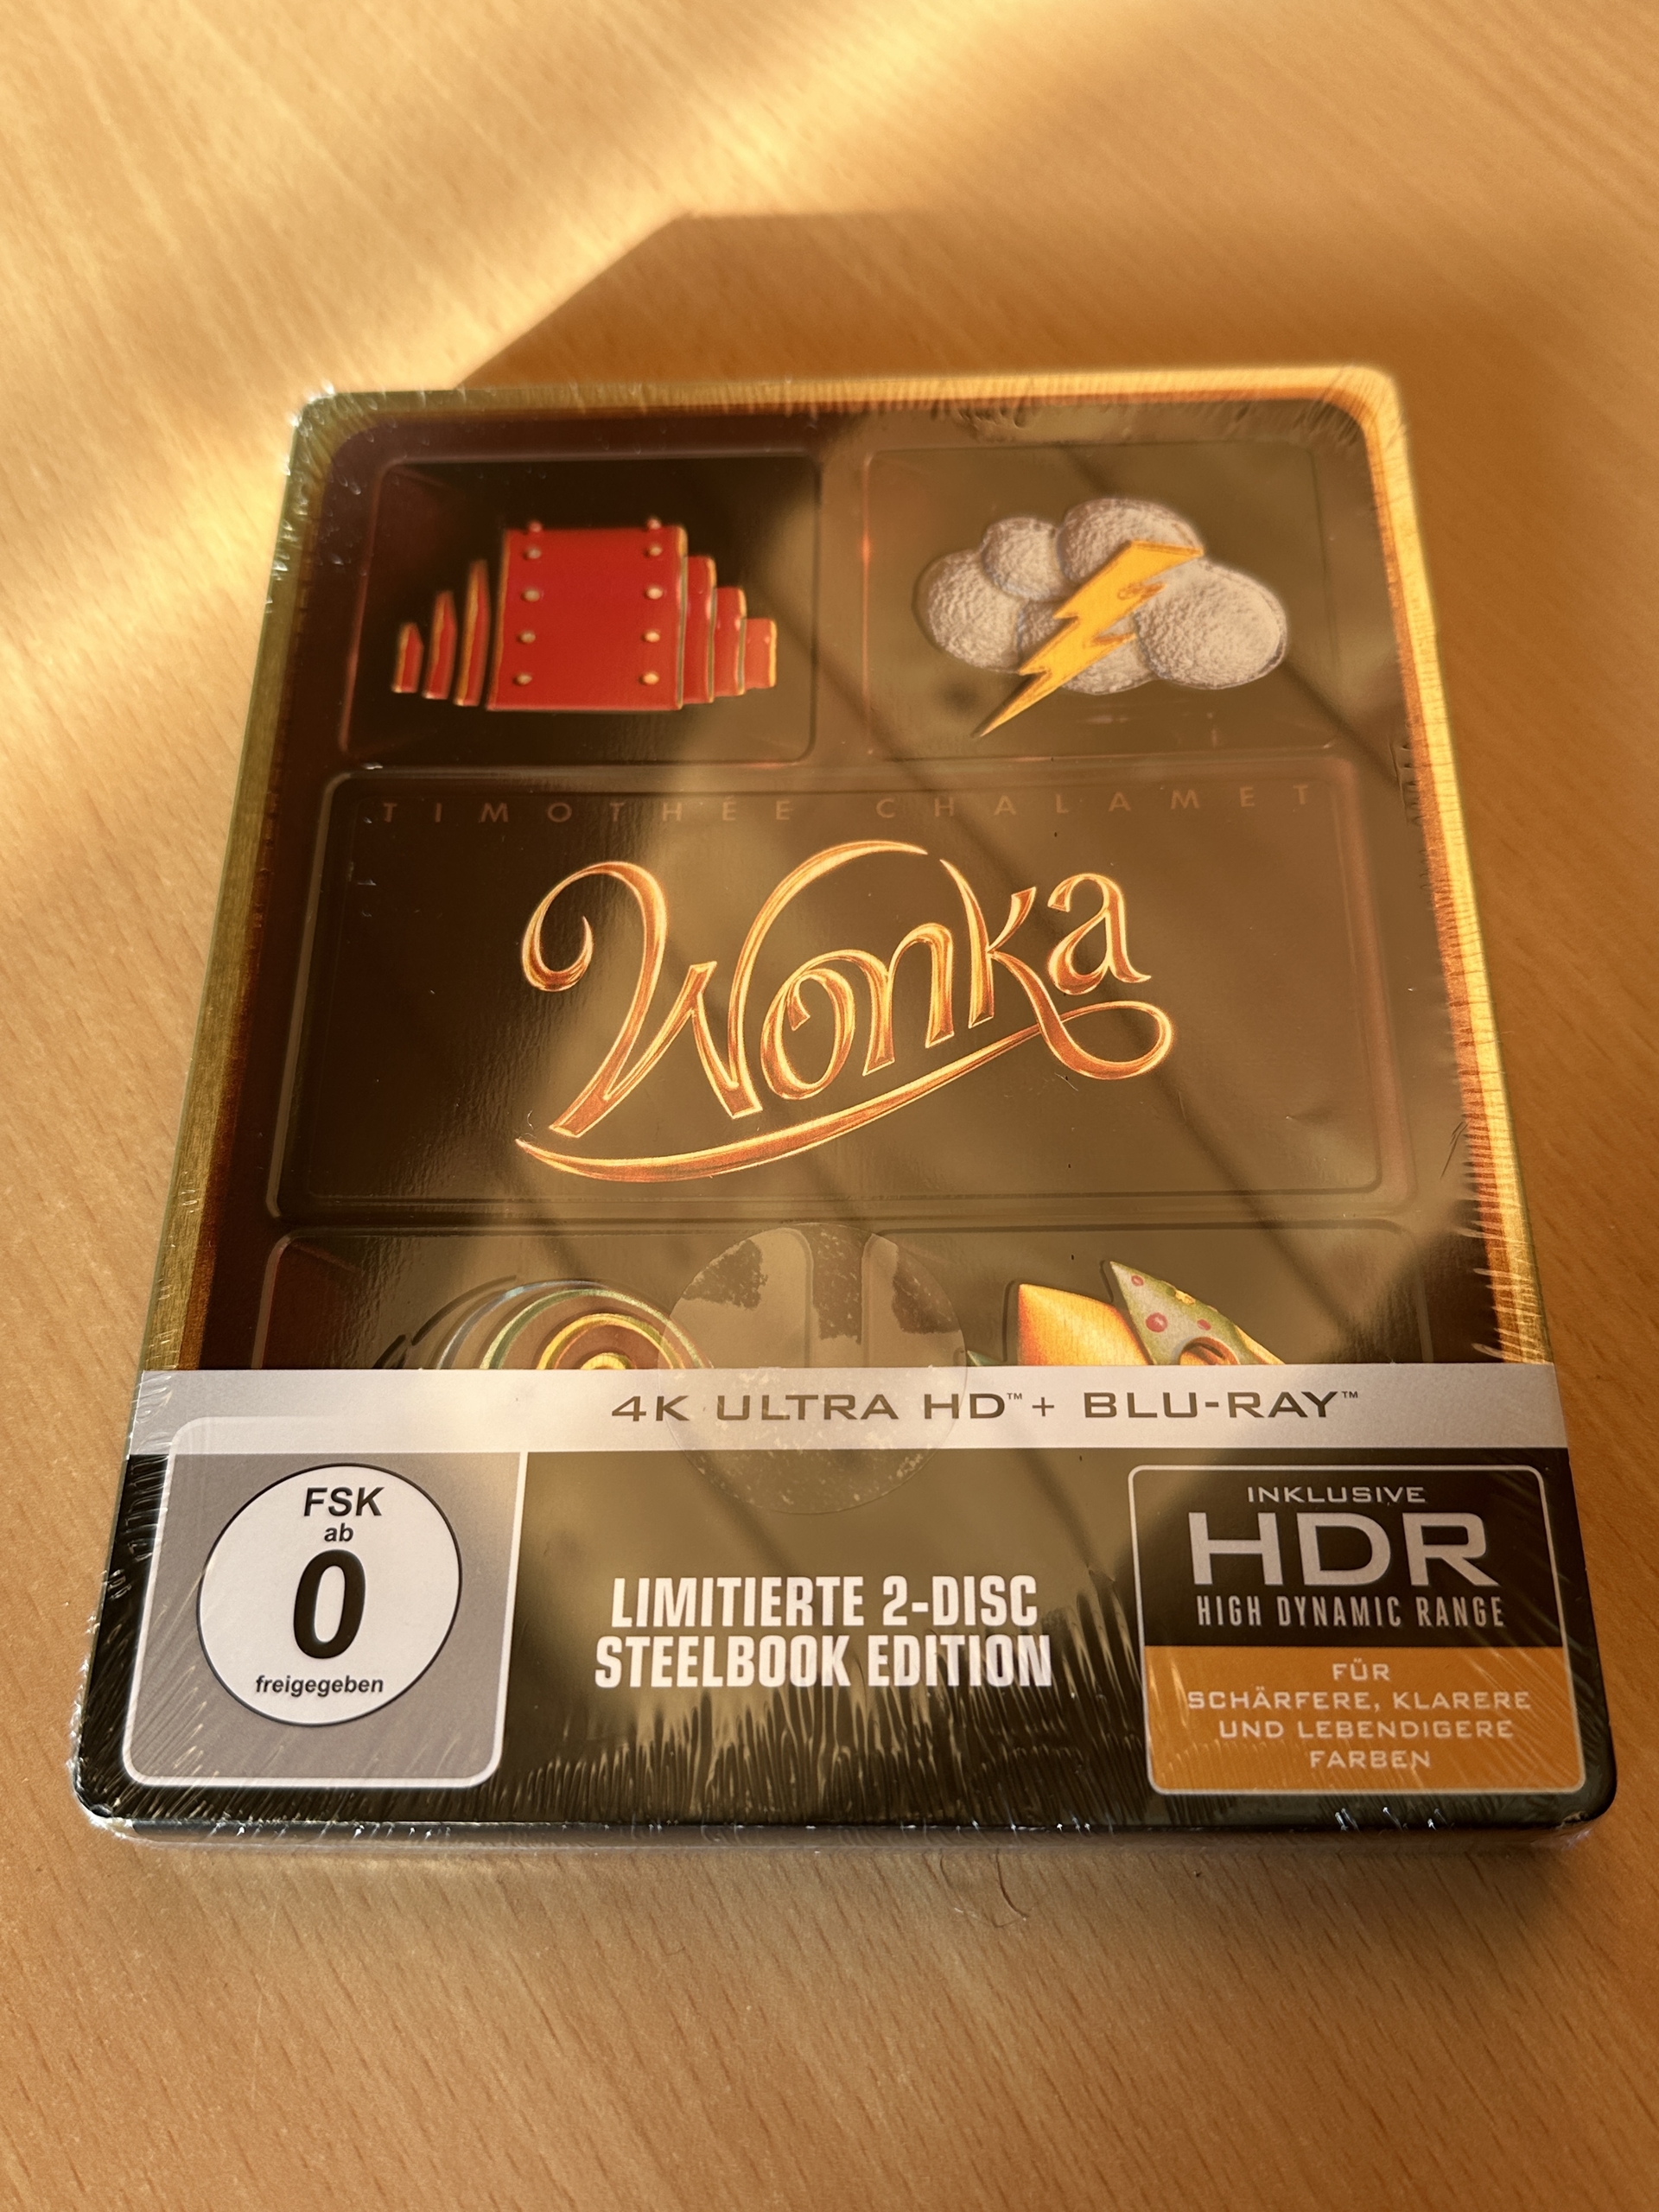 TIMOTHÉE CHALAMET
Wonka
4K ULTRA HD™ + BLU-RAY™
FSK
ab
0
freigegeben
LIMITIERTE 2-DISC
STEELBOOK EDITION
INKLUSIVE
HDR
HIGH DYNAMIC RANGE
FÜR
SCHÄRFERE, KLARERE
UND LEBENDIGERE
FARBEN